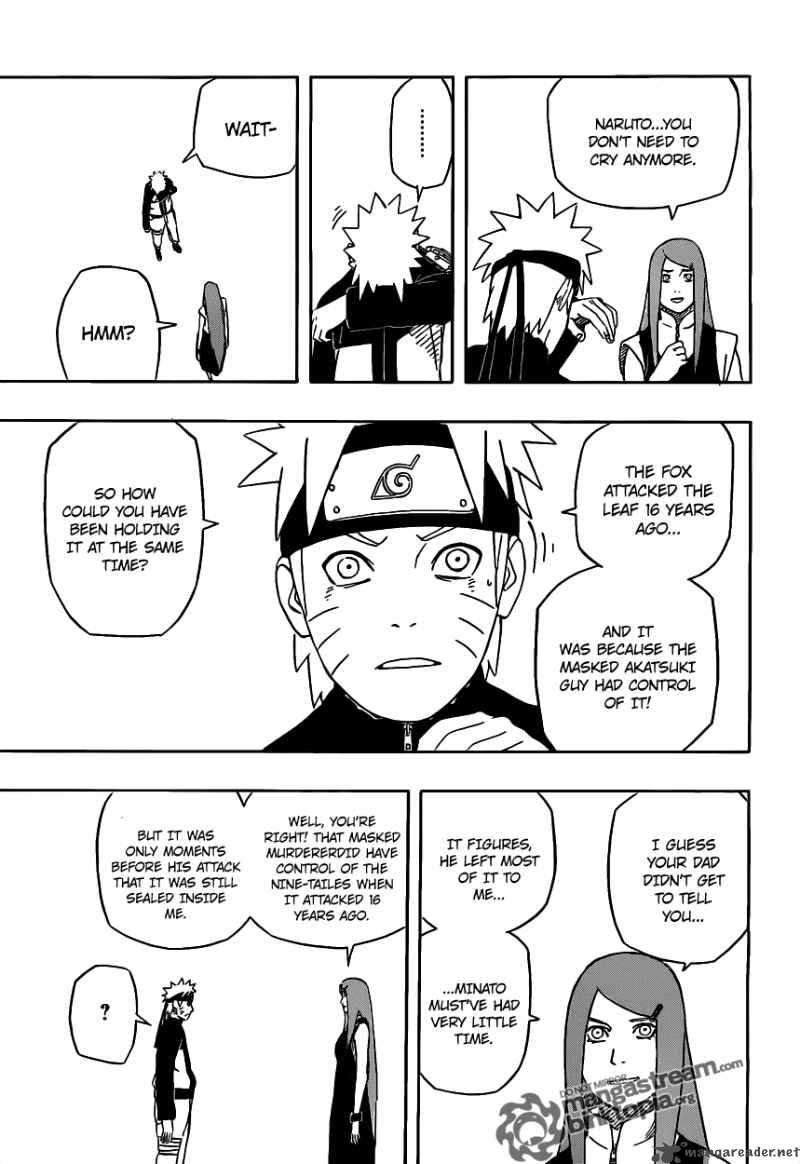 NARUTO...YOU
DON'T NEED TO
CRY ANYMORE.
........
WAIT-
HMM?
THE FOX
ATTACKED THE
LEAF 16 YEARS
AGO...
AND IT
WAS BECAUSE THE
MASKED AKATSUKI
GUY HAD CONTROL
OF IT!
SO HOW
COULD YOU HAVE
BEEN HOLDING
IT AT THE SAME
TIME?
I GUESS
YOUR DAD
DIDN'T GET
TO TELL
YOU...
IT FIGURES,
HE LEFT MOST
OF IT TO
ME...
...MINATO
MUST'VE HAD
VERY LITTLE
TIME.
WELL, YOU'RE
RIGHT! THAT MASKED
MURDERERDID HAVE
CONTROL OF THE
NINE-TAILES WHEN
IT ATTACKED 16
YEARS AGO.
BUT IT WAS
ONLY MOMENTS
BEFORE HIS ATTACK
THAT IT WAS STILL
SEALED INSIDE
ME.
?
DO NOT MIRROR
mangastream.com
binktopia.org
mangareader.net